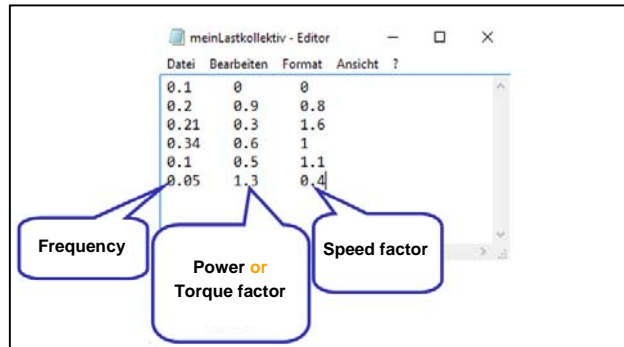 meinLastkollektiv - Editor
Datei Bearbeiten Format Ansicht ?
0.1 0 0
0.2 0.9 0.8
0.21 0.3 1.6
0.34 0.6 1
0.1 0.5 1.1
0.05 1.3 0.4
Frequency
Power or
Torque factor
Speed factor